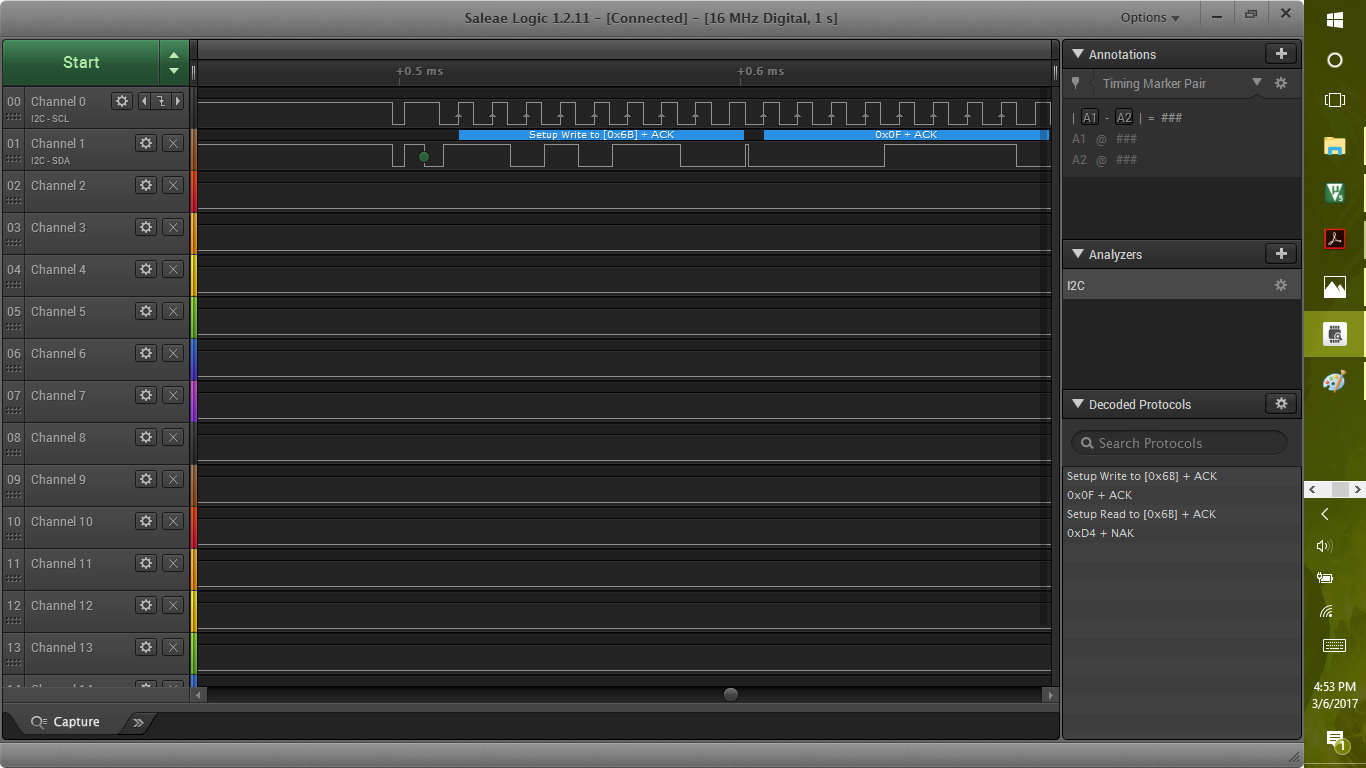 Saleae Logic 1.2.11 – [Connected] – [16 MHz Digital, 1 s]
Options
Start
+0.5 ms
+0.6 ms
00 Channel 0
I2C - SCL
01 Channel 1
I2C - SDA
Setup Write to [0x6B] + ACK
0x0F + ACK
02 Channel 2
03 Channel 3
04 Channel 4
05 Channel 5
06 Channel 6
07 Channel 7
08 Channel 8
09 Channel 9
10 Channel 10
11 Channel 11
12 Channel 12
13 Channel 13
Capture
Annotations
Timing Marker Pair
| A1 - A2 | = ###
A1 @ ###
A2 @ ###
Analyzers
I2C
Decoded Protocols
Search Protocols
Setup Write to [0x6B] + ACK
0x0F + ACK
Setup Read to [0x6B] + ACK
0xD4 + NAK
4:53 PM
3/6/2017
1